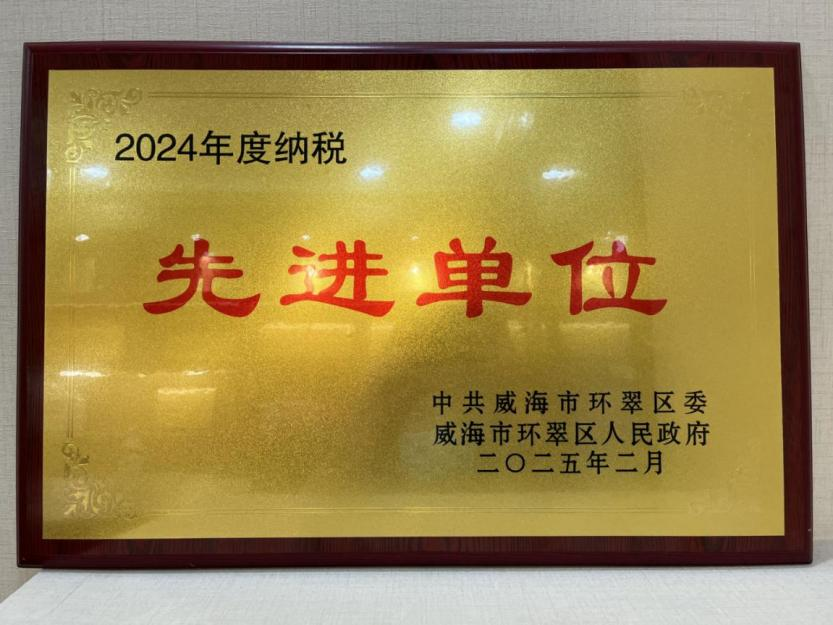 2024年度纳税
先进单位
中共威海市环翠区委
威海市环翠区人民政府
二〇二五年二月